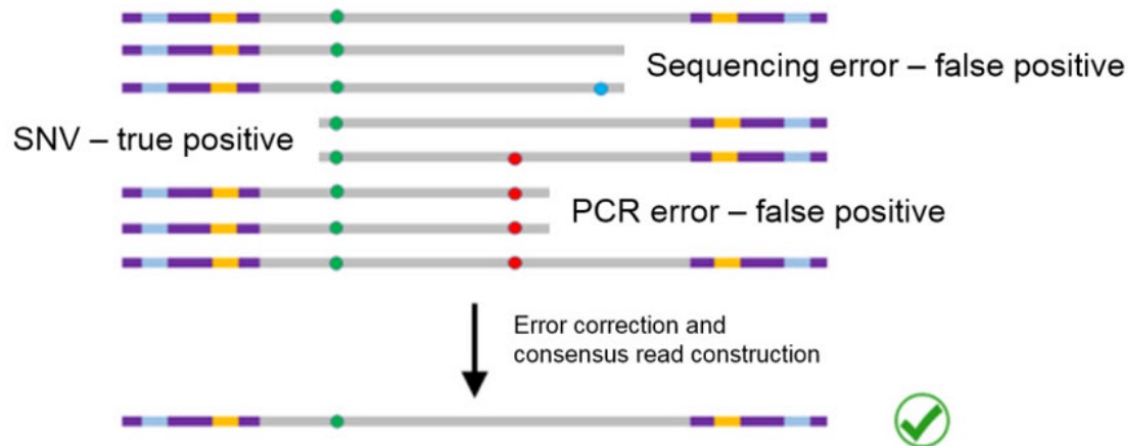 Sequencing error – false positive
SNV – true positive
PCR error – false positive
Error correction and
consensus read construction